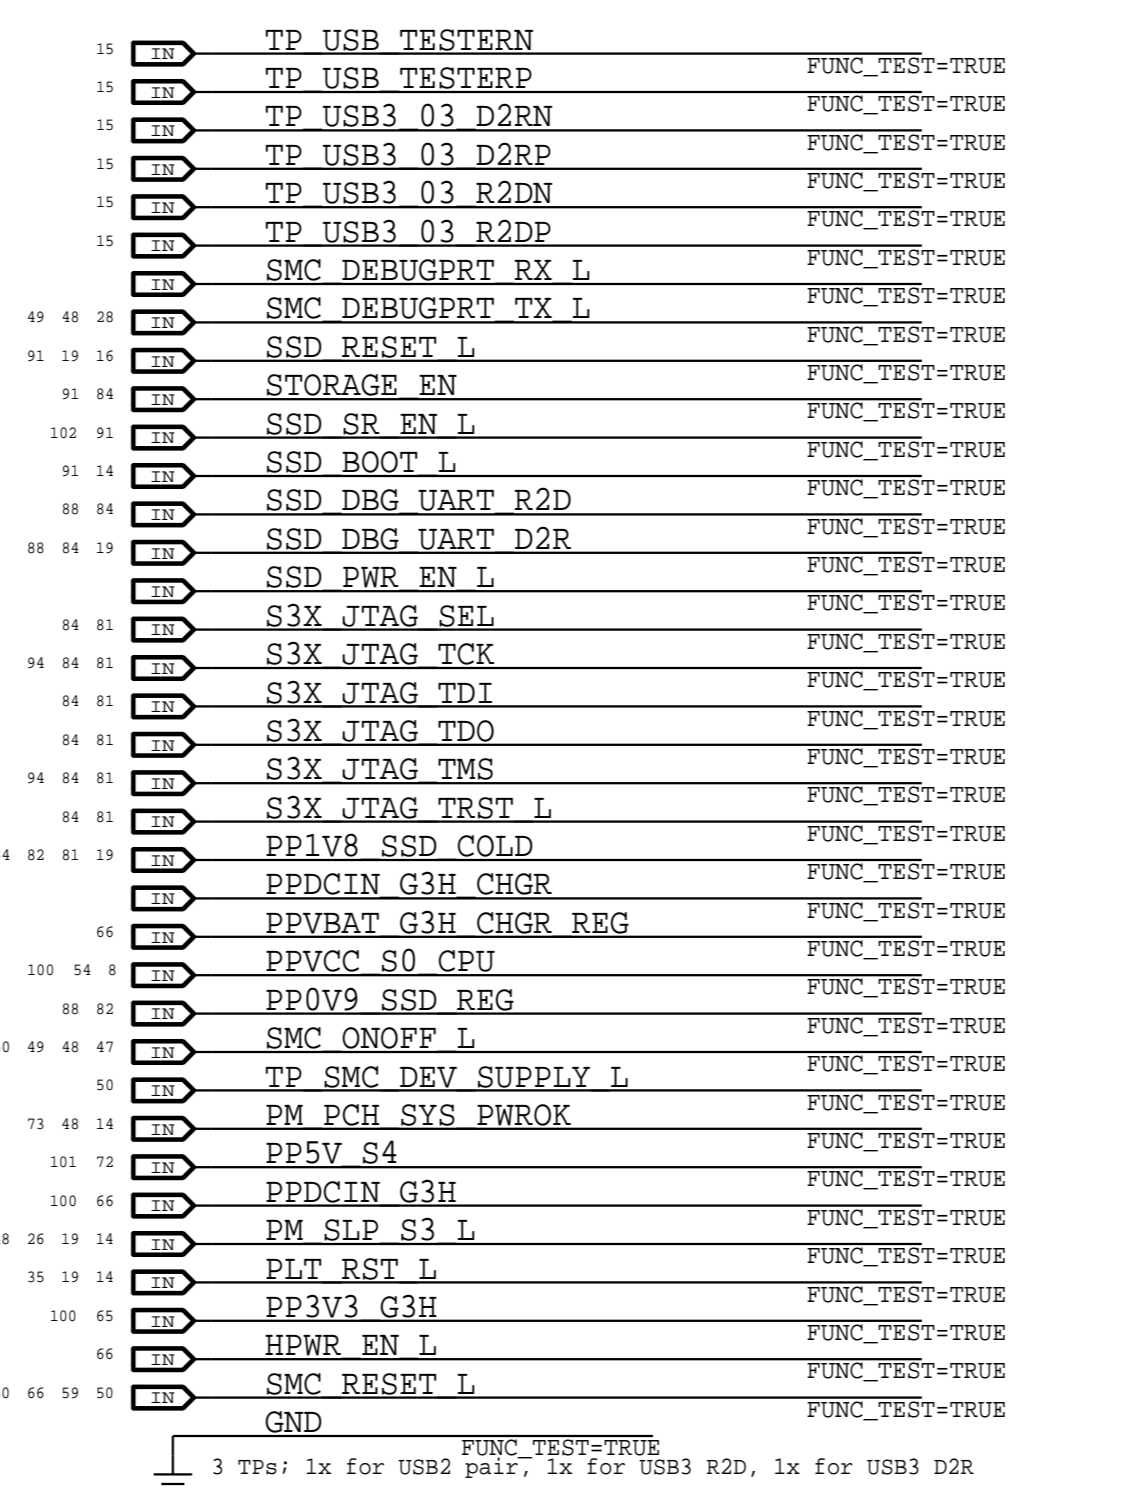 15 IN TP_USB_TESTERN FUNC_TEST=TRUE
15 IN TP_USB_TESTERP FUNC_TEST=TRUE
15 IN TP_USB3_03_D2RN FUNC_TEST=TRUE
15 IN TP_USB3_03_D2RP FUNC_TEST=TRUE
15 IN TP_USB3_03_R2DN FUNC_TEST=TRUE
15 IN TP_USB3_03_R2DP FUNC_TEST=TRUE
IN SMC_DEBUGPRT_RX_L FUNC_TEST=TRUE
49 48 28 IN SMC_DEBUGPRT_TX_L FUNC_TEST=TRUE
91 19 16 IN SSD_RESET_L FUNC_TEST=TRUE
91 84 IN STORAGE_EN FUNC_TEST=TRUE
102 91 IN SSD_SR_EN_L FUNC_TEST=TRUE
91 14 IN SSD_BOOT_L FUNC_TEST=TRUE
88 84 IN SSD_DBG_UART_R2D FUNC_TEST=TRUE
88 84 19 IN SSD_DBG_UART_D2R FUNC_TEST=TRUE
IN SSD_PWR_EN_L FUNC_TEST=TRUE
84 81 IN S3X_JTAG_SEL FUNC_TEST=TRUE
94 84 81 IN S3X_JTAG_TCK FUNC_TEST=TRUE
84 81 IN S3X_JTAG_TDI FUNC_TEST=TRUE
84 81 IN S3X_JTAG_TDO FUNC_TEST=TRUE
94 84 81 IN S3X_JTAG_TMS FUNC_TEST=TRUE
84 81 IN S3X_JTAG_TRST_L FUNC_TEST=TRUE
82 81 19 IN PP1V8_SSD_COLD FUNC_TEST=TRUE
IN PPDCIN_G3H_CHGR FUNC_TEST=TRUE
66 IN PPVBAT_G3H_CHGR_REG FUNC_TEST=TRUE
100 54 8 IN PPVCC_S0_CPU FUNC_TEST=TRUE
88 82 IN PP0V9_SSD_REG FUNC_TEST=TRUE
49 48 47 IN SMC_ONOFF_L FUNC_TEST=TRUE
50 IN TP_SMC_DEV_SUPPLY_L FUNC_TEST=TRUE
73 48 14 IN PM_PCH_SYS_PWROK FUNC_TEST=TRUE
101 72 IN PP5V_S4 FUNC_TEST=TRUE
100 66 IN PPDCIN_G3H FUNC_TEST=TRUE
26 19 14 IN PM_SLP_S3_L FUNC_TEST=TRUE
35 19 14 IN PLT_RST_L FUNC_TEST=TRUE
100 65 IN PP3V3_G3H FUNC_TEST=TRUE
66 IN HPWR_EN_L FUNC_TEST=TRUE
66 59 50 IN SMC_RESET_L FUNC_TEST=TRUE
GND
FUNC_TEST=TRUE
3 TPs; 1x for USB2 pair, 1x for USB3 R2D, 1x for USB3 D2R